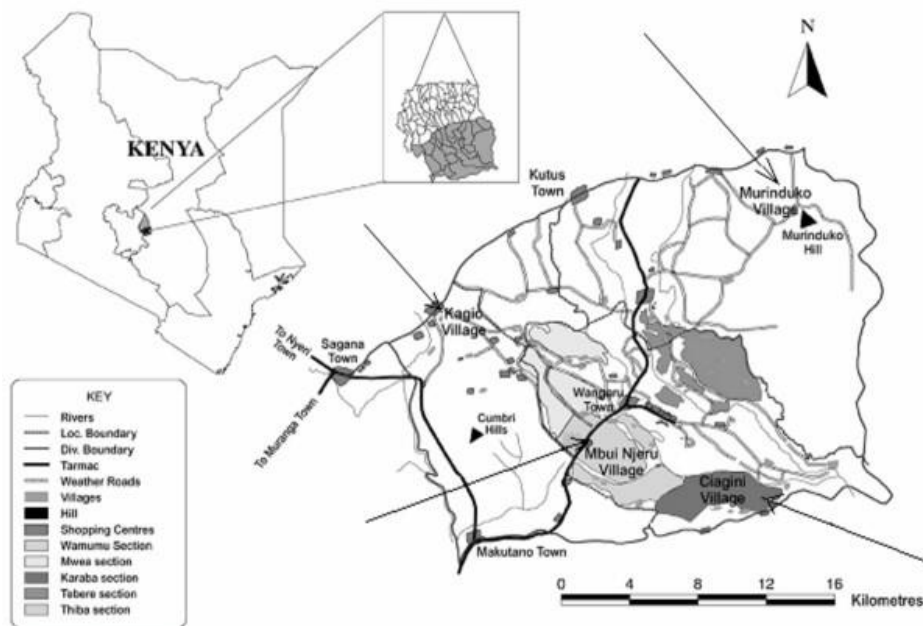 KENYA
N
Kutus
Town
Murinduko
Village
Murinduko
Hill
Kagio
Village
To Nyeri
Town
Sagana
Town
To Muranga Town
Cumbri
Hills
Wanguru
Town
Mbui Njeru
Village
Ciagini
Village
Makutano Town
KEY
Rivers
Loc. Boundary
Div. Boundary
Tarmac
Weather Roads
Villages
Hill
Shopping Centres
Wamumu Section
Mwea section
Karaba section
Tebere section
Thiba section
0 4 8 12 16
Kilometres